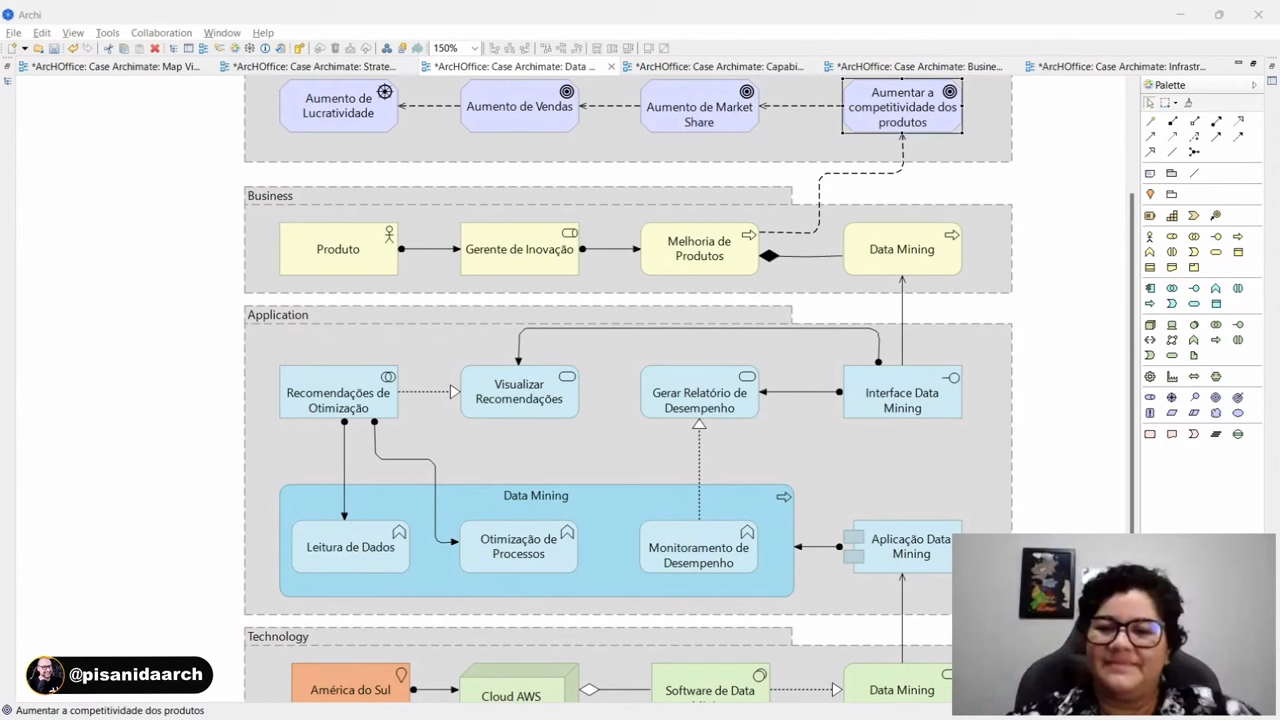 Archi
File Edit View Tools Collaboration Window Help
150%
*ArchOffice: Case Archimate: Map Vi...
*ArchOffice: Case Archimate: Strate...
*ArchOffice: Case Archimate: Data ...
*ArchOffice: Case Archimate: Capabi...
*ArchOffice: Case Archimate: Busine...
*ArchOffice: Case Archimate: Infrastr...
Palette
Aumento de
Lucratividade
Aumento de Vendas
Aumento de Market
Share
Aumentar a
competitividade dos
produtos
Business
Produto
Gerente de Inovação
Melhoria de
Produtos
Data Mining
Application
Recomendações de
Otimização
Visualizar
Recomendações
Gerar Relatório de
Desempenho
Interface Data
Mining
Data Mining
Leitura de Dados
Otimização de
Processos
Monitoramento de
Desempenho
Aplicação Data
Mining
Technology
América do Sul
Cloud AWS
Software de Data
Data Mining
@pisanidaarch
Aumentar a competitividade dos produtos